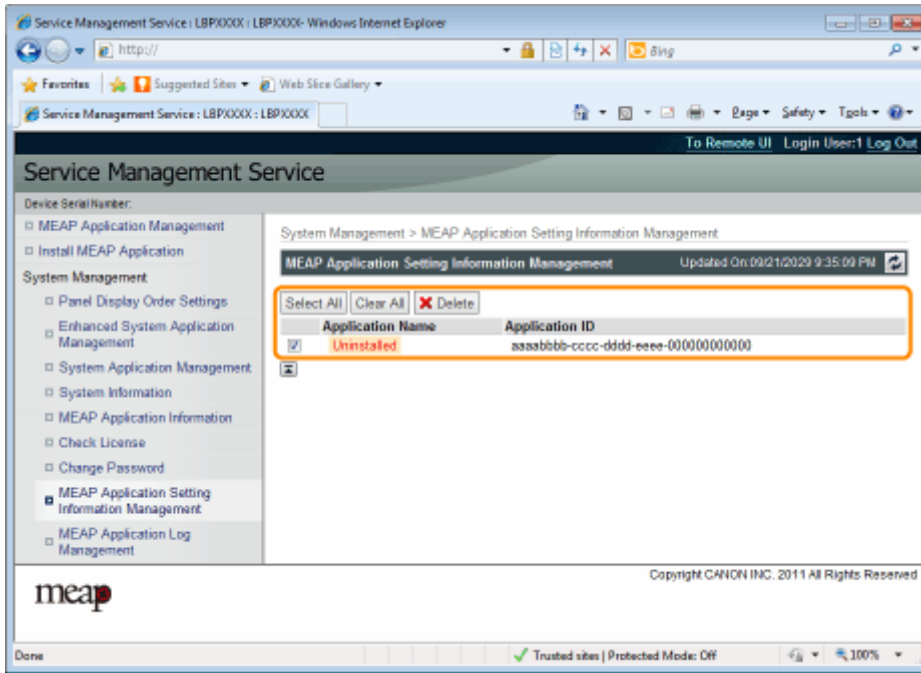 Service Management Service : LBPXXXX : LBPXXXX- Windows Internet Explorer
http://
Bing
Favorites Suggested Sites Web Slice Gallery
Service Management Service : LBPXXXX : LBPXXXX
Page Safety Tools
To Remote UI Login User:1 Log Out
Service Management Service
Device Serial Number:
MEAP Application Management
Install MEAP Application
System Management
Panel Display Order Settings
Enhanced System Application
Management
System Application Management
System Information
MEAP Application Information
Check License
Change Password
MEAP Application Setting
Information Management
MEAP Application Log
Management
System Management > MEAP Application Setting Information Management
MEAP Application Setting Information Management Updated On:09/21/2029 9:35:09 PM
Select All Clear All Delete
Application Name Application ID
Uninstalled aaaabbbb-cccc-dddd-eeee-000000000000
meap
Copyright CANON INC. 2011 All Rights Reserved
Done Trusted sites | Protected Mode: Off 100%